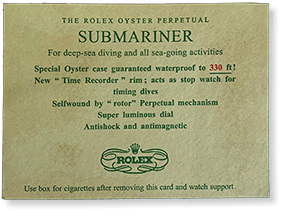 THE ROLEX OYSTER PERPETUAL
SUBMARINER
For deep-sea diving and all sea-going activities
Special Oyster case guaranteed waterproof to 330 ft!
New "Time Recorder" rim; acts as stop watch for
timing dives
Selfwound by "rotor" Perpetual mechanism
Super luminous dial
Antishock and antimagnetic
ROLEX
Use box for cigarettes after removing this card and watch support.